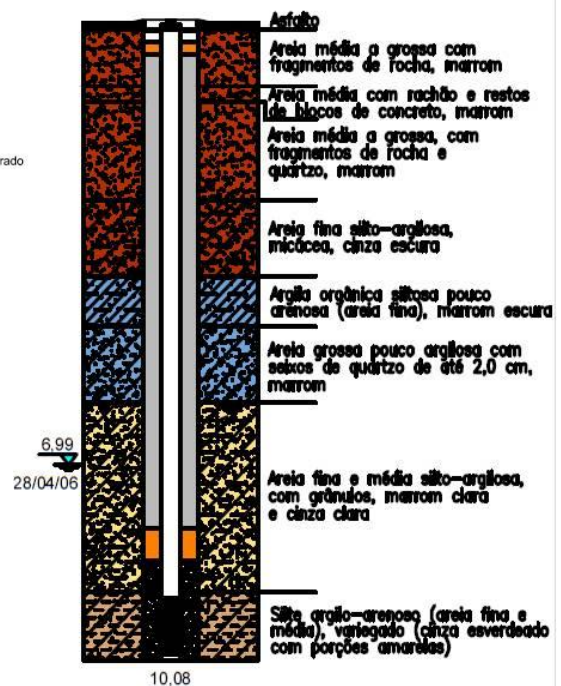 Asfalto
Areia média a grossa com
fragmentos de rocha, marrom
Areia média com rachão e restos
de blocos de concreto, marrom
rado
Areia média a grossa, com
fragmentos de rocha e
quartzo, marrom
Areia fina silto-argilosa,
micácea, cinza escura
Argila orgânica siltosa pouco
arenosa (areia fina), marrom escura
Areia grossa pouco argilosa com
seixos de quartzo de até 2,0 cm,
marrom
6,99
28/04/06
Areia fina e média silto-argilosa,
com grânulos, marrom clara
e cinza clara
Silte argilo-arenoso (areia fina e
média), variegado (cinza esverdeado
com porções amarelas)
10,08